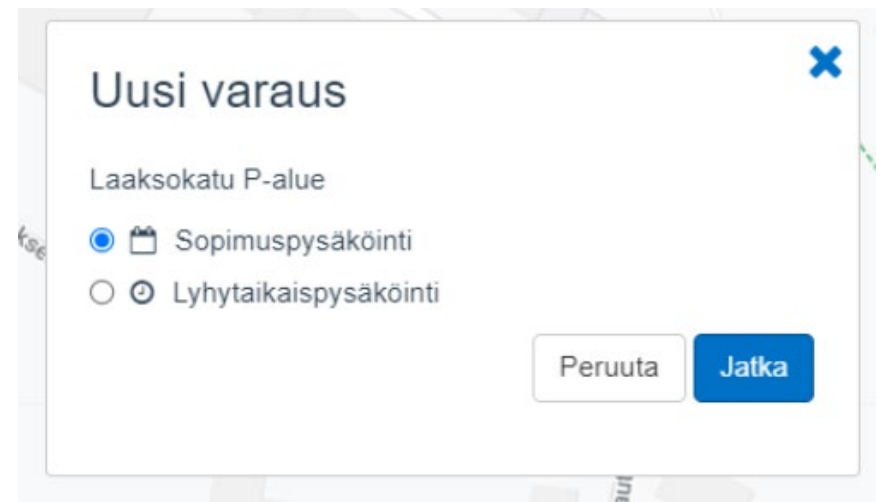 Uusi varaus
Laaksokatu P-alue
Sopimuspysäköinti
Lyhytaikaispysäköinti
Peruuta
Jatka